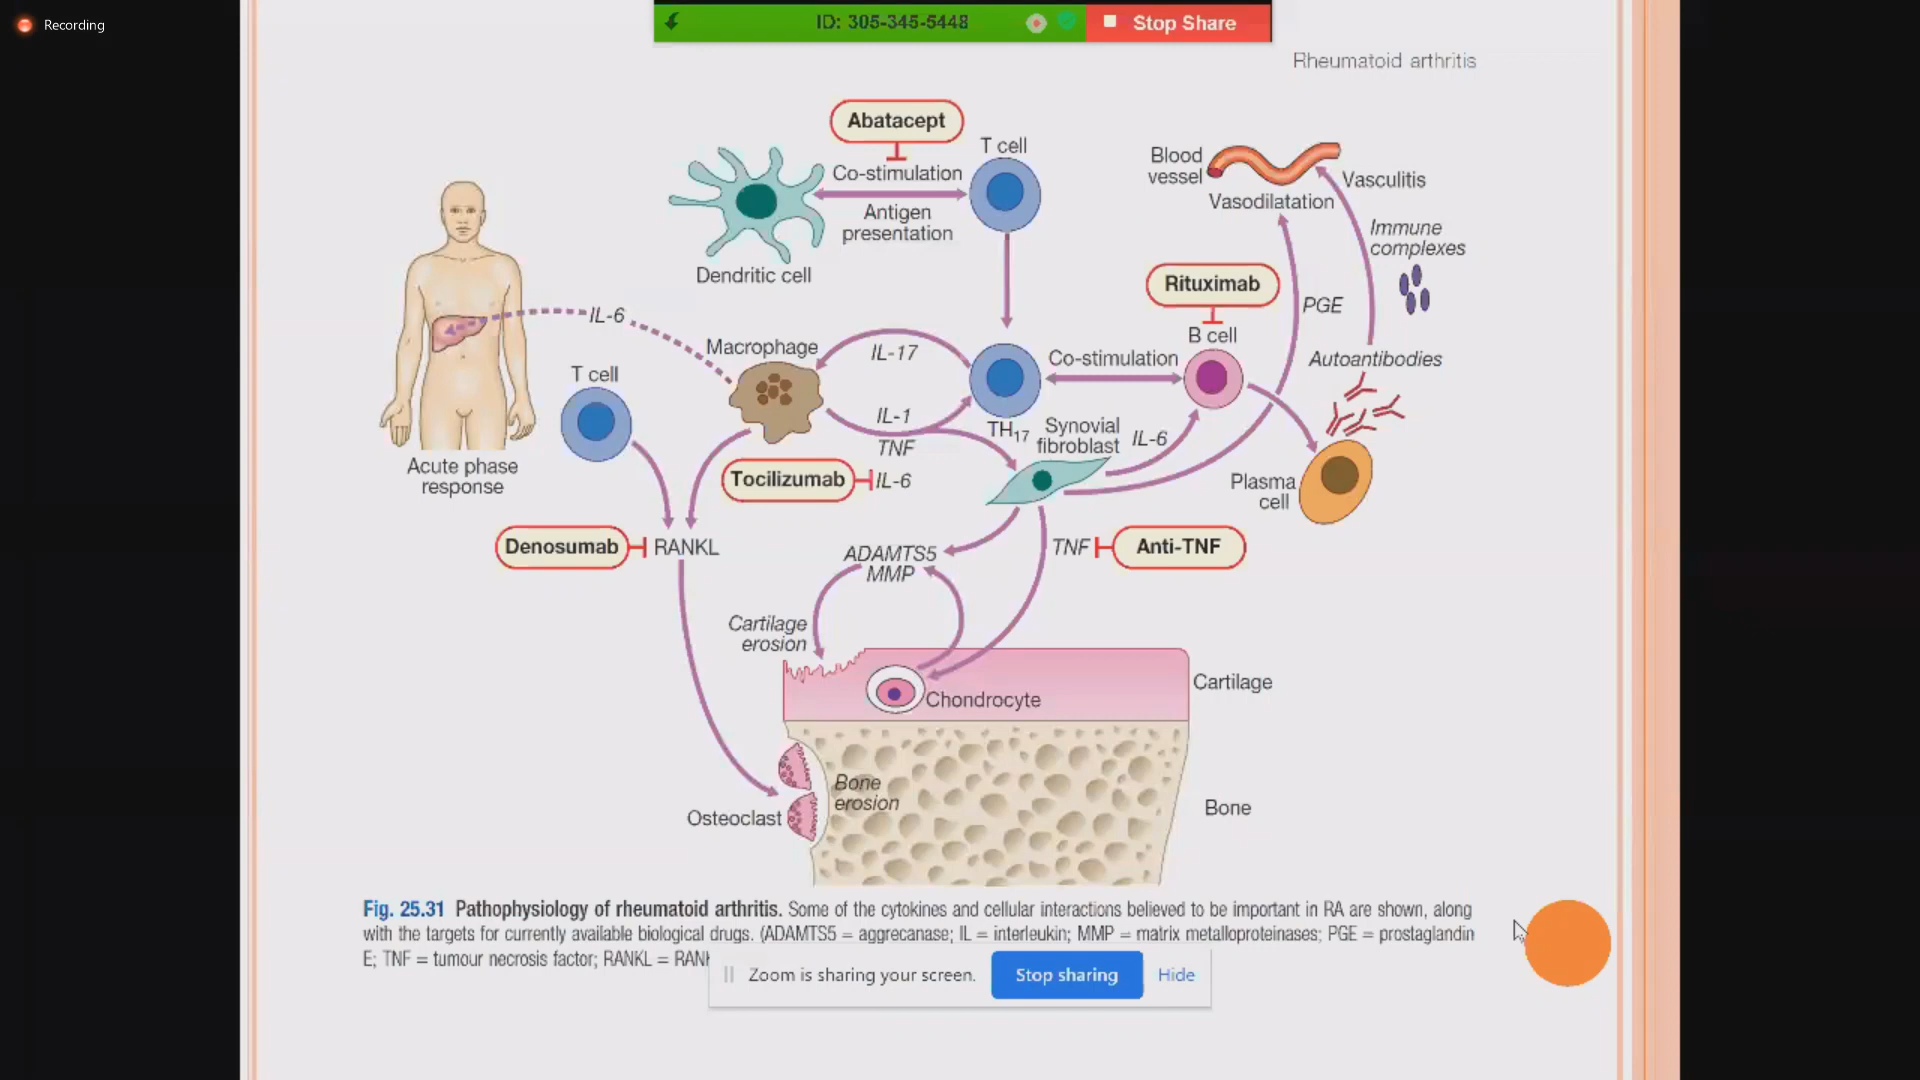 Recording
ID: 305-345-5448
Stop Share
Rheumatoid arthritis
Abatacept
T cell
Co-stimulation
Antigen
presentation
Dendritic cell
Blood
vessel
Vasodilatation
Vasculitis
Immune
complexes
Rituximab
PGE
B cell
Autoantibodies
IL-6
Macrophage
IL-17
Co-stimulation
T cell
IL-1
TNF
TH17
Synovial
fibroblast
IL-6
Acute phase
response
Tocilizumab
IL-6
Plasma
cell
Denosumab
RANKL
ADAMTS5
MMP
TNF
Anti-TNF
Cartilage
erosion
Chondrocyte
Cartilage
Bone
erosion
Osteoclast
Bone
Fig. 25.31 Pathophysiology of rheumatoid arthritis. Some of the cytokines and cellular interactions believed to be important in RA are shown, along
with the targets for currently available biological drugs. (ADAMTS5 = aggrecanase; IL = interleukin; MMP = matrix metalloproteinases; PGE = prostaglandin
E; TNF = tumour necrosis factor; RANKL =
Zoom is sharing your screen.
Stop sharing
Hide